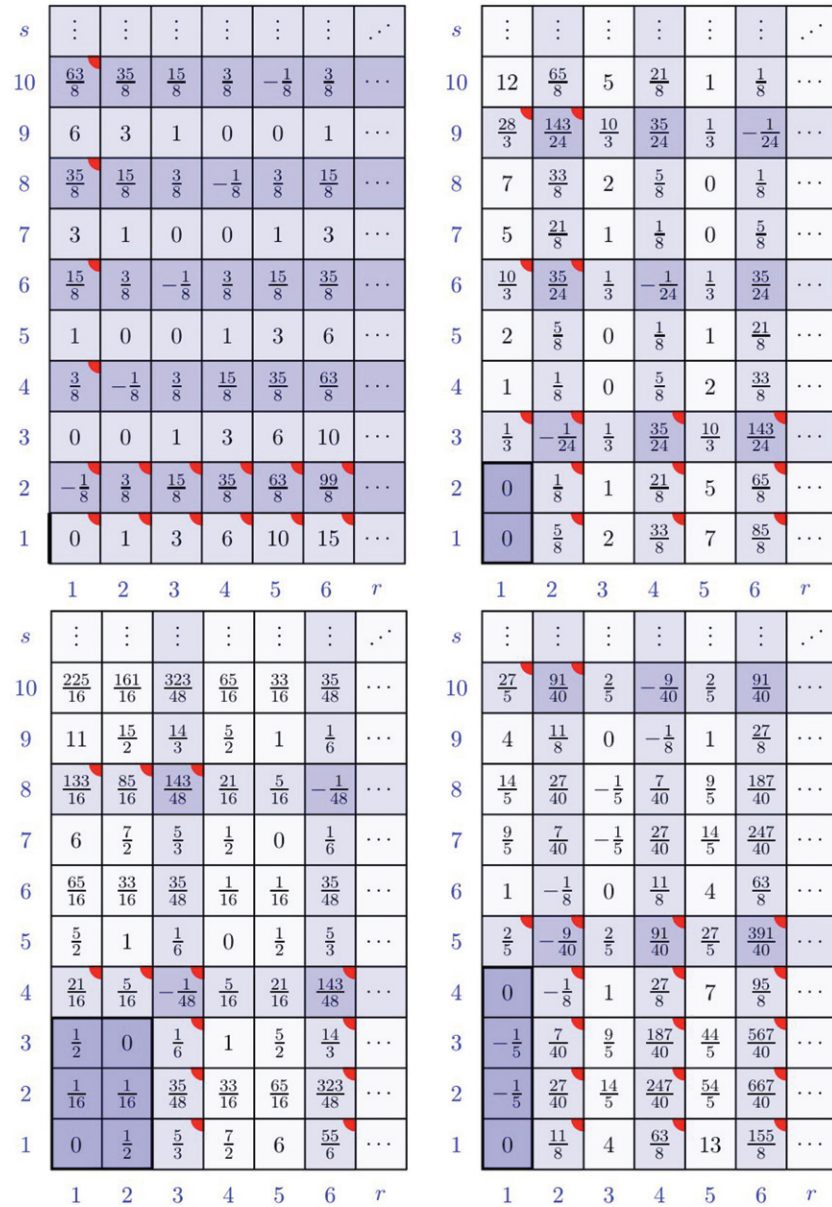 s ⋮ ⋮ ⋮ ⋮ ⋮ ⋮ ⋰
10 63/8 35/8 15/8 3/8 −1/8 3/8 ⋯
9 6 3 1 0 0 1 ⋯
8 35/8 15/8 3/8 −1/8 3/8 15/8 ⋯
7 3 1 0 0 1 3 ⋯
6 15/8 3/8 −1/8 3/8 15/8 35/8 ⋯
5 1 0 0 1 3 6 ⋯
4 3/8 −1/8 3/8 15/8 35/8 63/8 ⋯
3 0 0 1 3 6 10 ⋯
2 −1/8 3/8 15/8 35/8 63/8 99/8 ⋯
1 0 1 3 6 10 15 ⋯
1 2 3 4 5 6 r
s ⋮ ⋮ ⋮ ⋮ ⋮ ⋮ ⋰
10 12 65/8 5 21/8 1 1/8 ⋯
9 28/3 143/24 10/3 35/24 1/3 −1/24 ⋯
8 7 33/8 2 5/8 0 1/8 ⋯
7 5 21/8 1 1/8 0 5/8 ⋯
6 10/3 35/24 1/3 −1/24 1/3 35/24 ⋯
5 2 5/8 0 1/8 1 21/8 ⋯
4 1 1/8 0 5/8 2 33/8 ⋯
3 1/3 −1/24 1/3 35/24 10/3 143/24 ⋯
2 0 1/8 1 21/8 5 65/8 ⋯
1 0 5/8 2 33/8 7 85/8 ⋯
1 2 3 4 5 6 r
s ⋮ ⋮ ⋮ ⋮ ⋮ ⋮ ⋰
10 225/16 161/16 323/48 65/16 33/16 35/48 ⋯
9 11 15/2 14/3 5/2 1 1/6 ⋯
8 133/16 85/16 143/48 21/16 5/16 −1/48 ⋯
7 6 7/2 5/3 1/2 0 1/6 ⋯
6 65/16 33/16 35/48 1/16 1/16 35/48 ⋯
5 5/2 1 1/6 0 1/2 5/3 ⋯
4 21/16 5/16 −1/48 5/16 21/16 143/48 ⋯
3 1/2 0 1/6 1 5/2 14/3 ⋯
2 1/16 1/16 35/48 33/16 65/16 323/48 ⋯
1 0 1/2 5/3 7/2 6 55/6 ⋯
1 2 3 4 5 6 r
s ⋮ ⋮ ⋮ ⋮ ⋮ ⋮ ⋰
10 27/5 91/40 2/5 −9/40 2/5 91/40 ⋯
9 4 11/8 0 −1/8 1 27/8 ⋯
8 14/5 27/40 −1/5 7/40 9/5 187/40 ⋯
7 9/5 7/40 −1/5 27/40 14/5 247/40 ⋯
6 1 −1/8 0 11/8 4 63/8 ⋯
5 2/5 −9/40 2/5 91/40 27/5 391/40 ⋯
4 0 −1/8 1 27/8 7 95/8 ⋯
3 −1/5 7/40 9/5 187/40 44/5 567/40 ⋯
2 −1/5 27/40 14/5 247/40 54/5 667/40 ⋯
1 0 11/8 4 63/8 13 155/8 ⋯
1 2 3 4 5 6 r